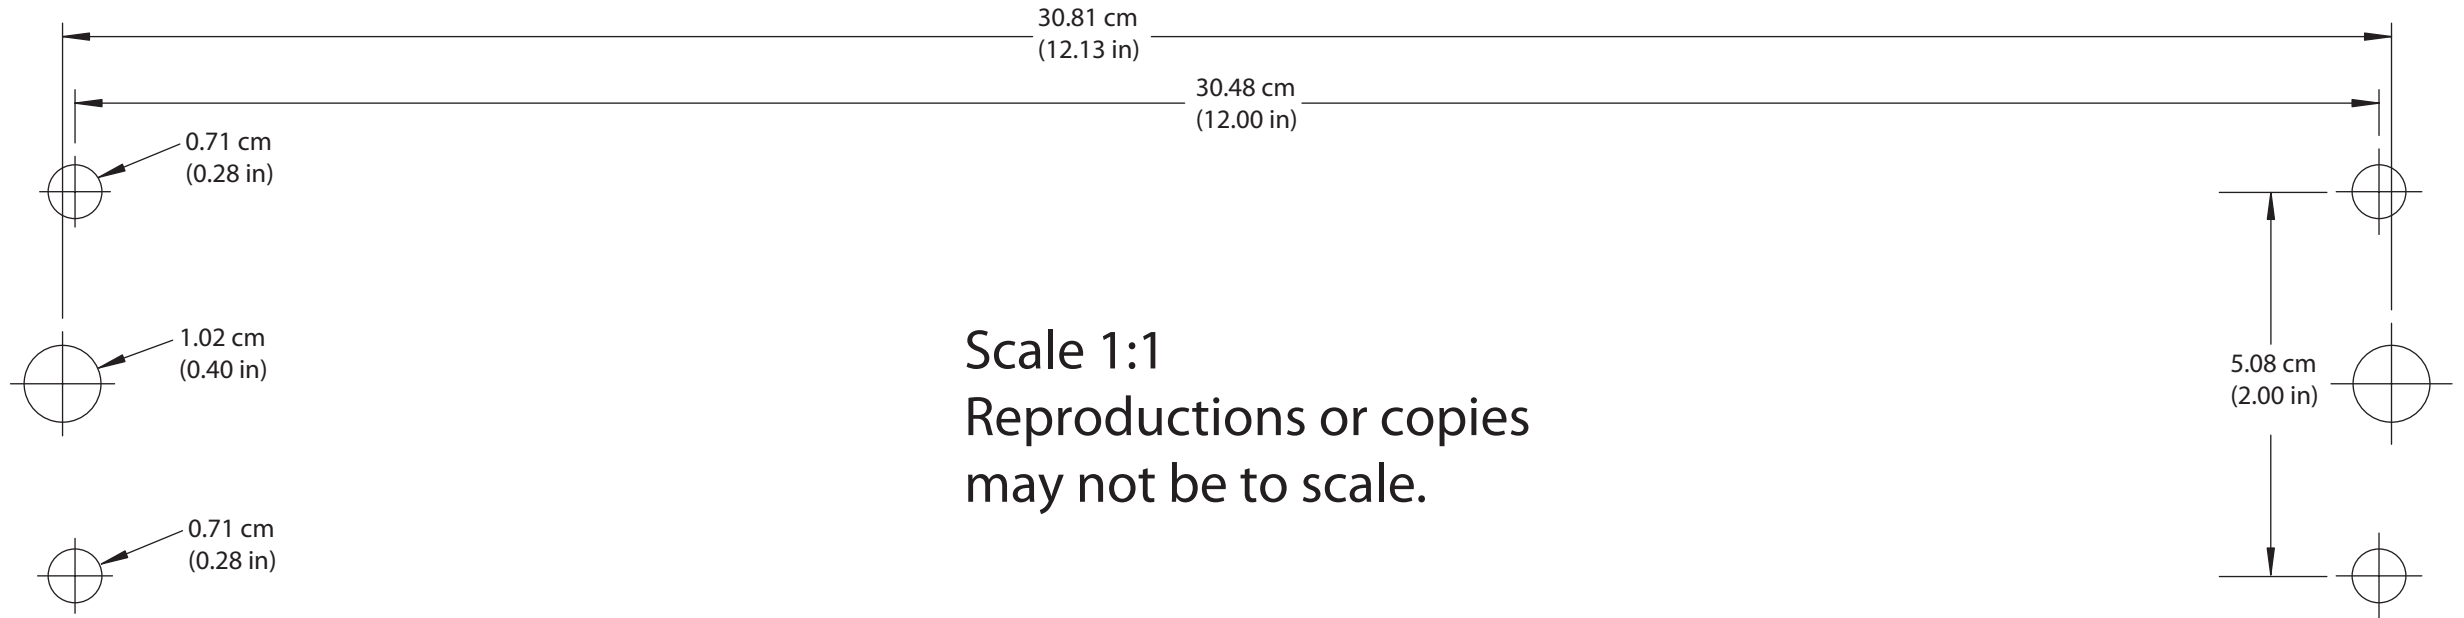 30.81 cm
(12.13 in)
30.48 cm
(12.00 in)
0.71 cm
(0.28 in)
1.02 cm
(0.40 in)
Scale 1:1
Reproductions or copies
may not be to scale.
5.08 cm
(2.00 in)
0.71 cm
(0.28 in)